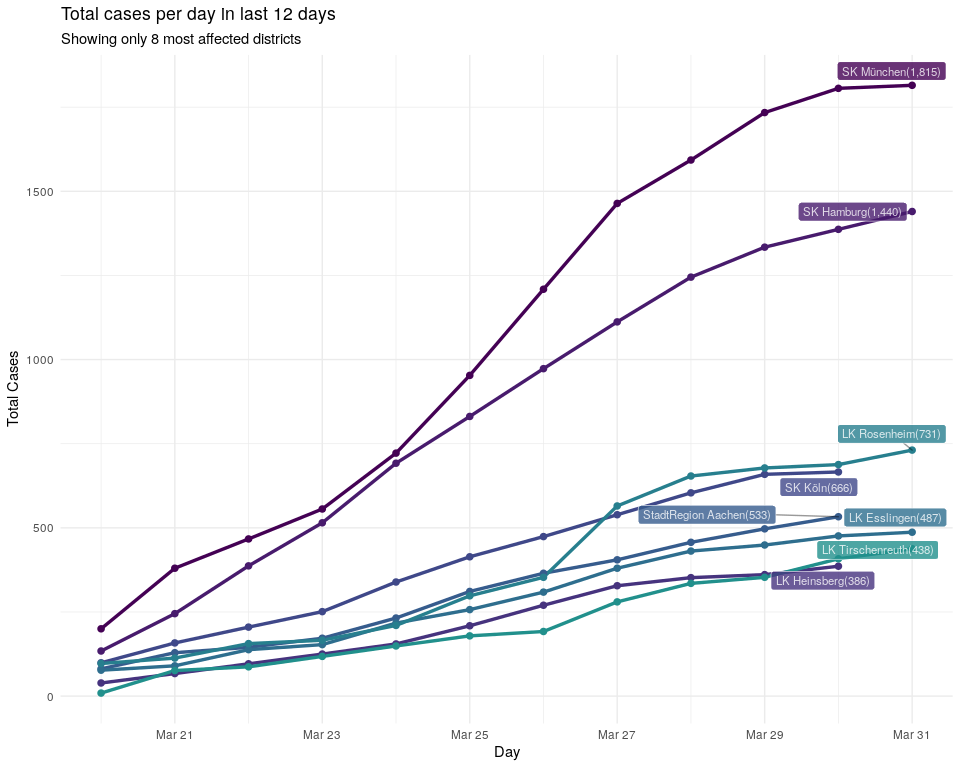 Total cases per day in last 12 days
Showing only 8 most affected districts
SK München(1,815)
1500
SK Hamburg(1,440)
1000
Total Cases
LK Rosenheim(731)
SK Köln(666)
500
StadtRegion Aachen(533)
LK Esslingen(487)
LK Tirschenreuth(438)
LK Heinsberg(386)
0
Mar 21
Mar 23
Mar 25
Mar 27
Mar 29
Mar 31
Day